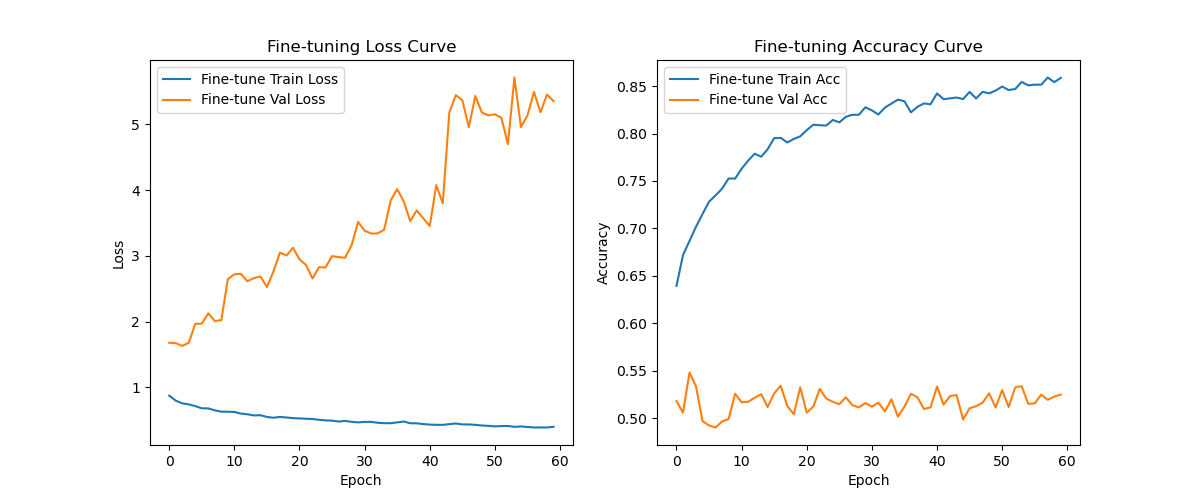 Fine-tuning Loss Curve
Fine-tune Train Loss
Fine-tune Val Loss
5
4
3
2
1
Loss
0 10 20 30 40 50 60
Epoch
Fine-tuning Accuracy Curve
Fine-tune Train Acc
Fine-tune Val Acc
0.85
0.80
0.75
0.70
0.65
0.60
0.55
0.50
Accuracy
0 10 20 30 40 50 60
Epoch